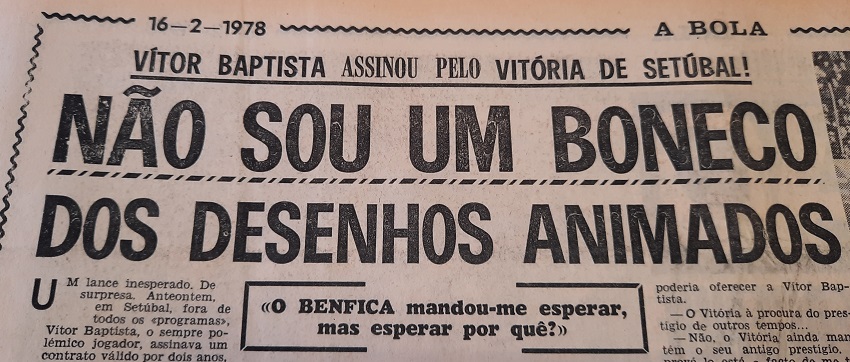 16—2—1978
A BOLA
VÍTOR BAPTISTA ASSINOU PELO VITÓRIA DE SETÚBAL!
NÃO SOU UM BONECO
DOS DESENHOS ANIMADOS
UM lance inesperado. De
surpresa. Anteontem,
em Setúbal, fora de
todos os «programas»,
Vítor Baptista, o sempre po-
lémico jogador, assinava um
contrato válido por dois anos,
«O BENFICA mandou-me esperar,
mas esperar por quê?»
poderia oferecer a Vítor Bap-
tista.
— O Vitória à procura do pres-
tígio de outros tempos...
— Não, o Vitória ainda man-
tém o seu antigo prestígio.